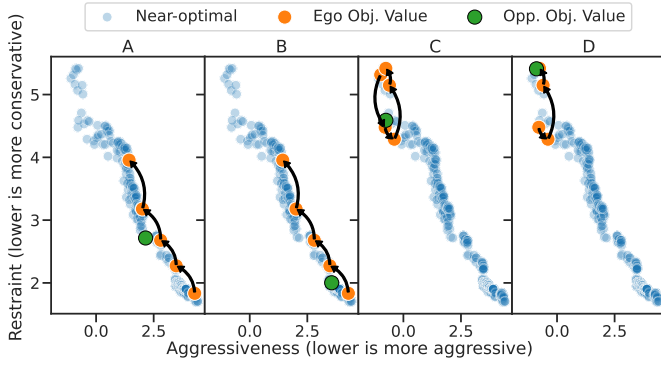 Near-optimal Ego Obj. Value Opp. Obj. Value
A B C D
Restraint (lower is more conservative)
5
4
3
2
0.0 2.5 0.0 2.5 0.0 2.5 0.0 2.5
Aggressiveness (lower is more aggressive)